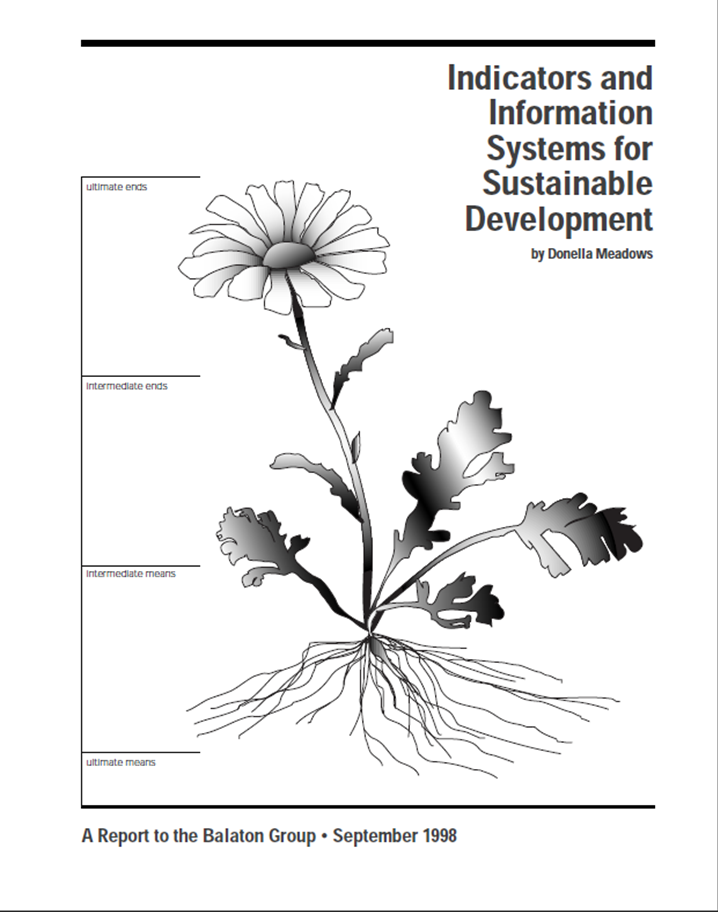 Indicators and
Information
Systems for
Sustainable
Development
by Donella Meadows
ultimate ends
intermediate ends
intermediate means
ultimate means
A Report to the Balaton Group • September 1998